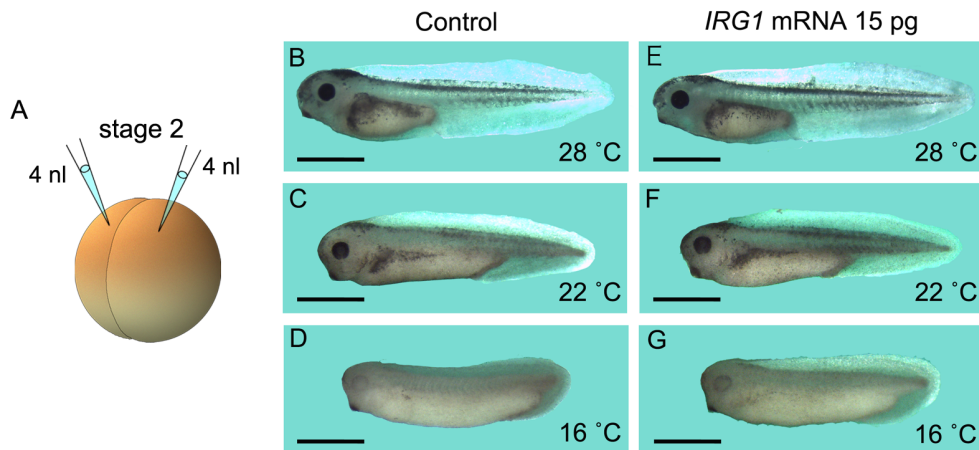 Control
IRG1 mRNA 15 pg
A
stage 2
4 nl
4 nl
B
28 ˚C
E
28 ˚C
C
22 ˚C
F
22 ˚C
D
16 ˚C
G
16 ˚C